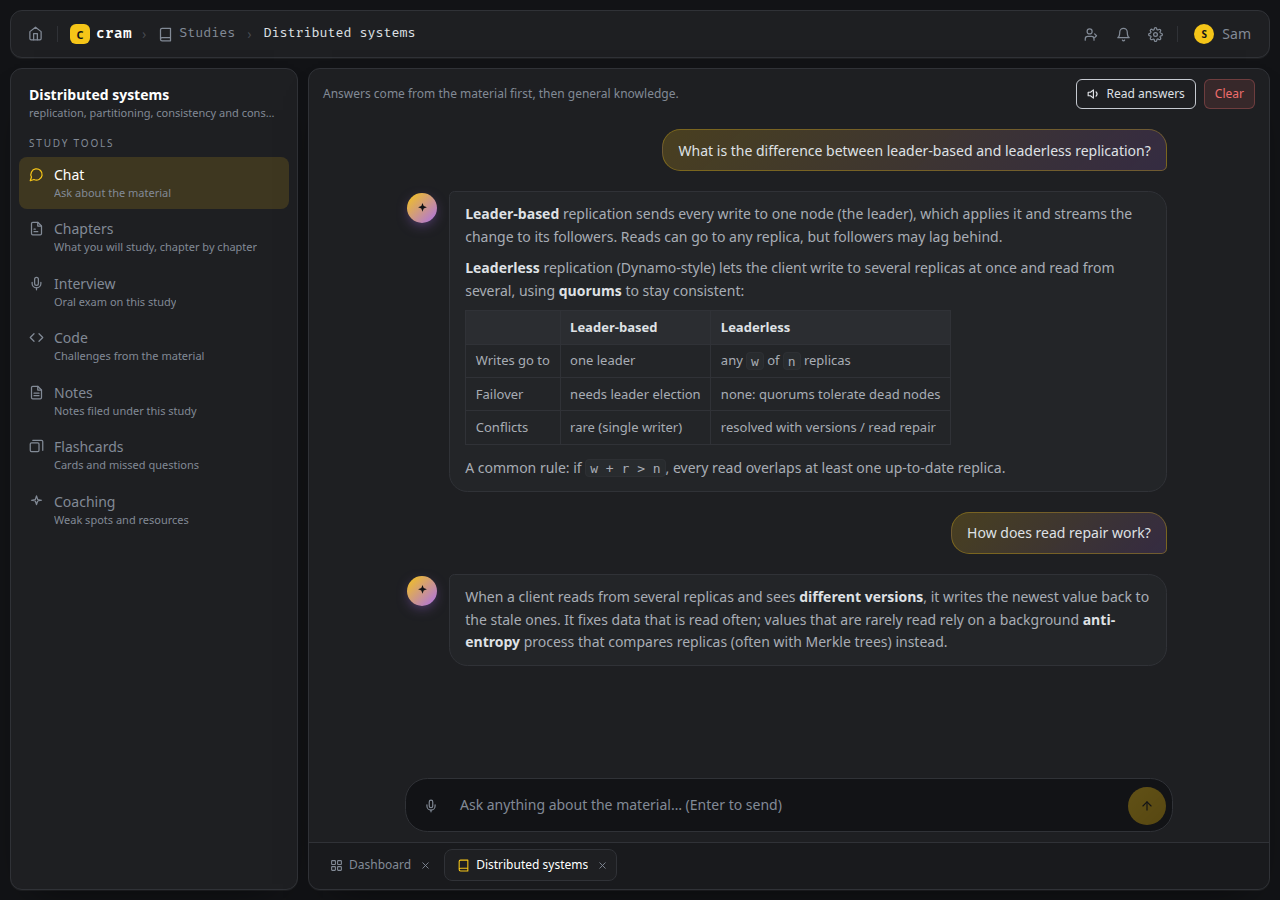 c cram › Studies › Distributed systems
S Sam
Distributed systems
replication, partitioning, consistency and cons...
STUDY TOOLS
Chat
Ask about the material
Chapters
What you will study, chapter by chapter
Interview
Oral exam on this study
Code
Challenges from the material
Notes
Notes filed under this study
Flashcards
Cards and missed questions
Coaching
Weak spots and resources
Answers come from the material first, then general knowledge.
Read answers
Clear
What is the difference between leader-based and leaderless replication?
Leader-based replication sends every write to one node (the leader), which applies it and streams the
change to its followers. Reads can go to any replica, but followers may lag behind.
Leaderless replication (Dynamo-style) lets the client write to several replicas at once and read from
several, using quorums to stay consistent:
Leader-based Leaderless
Writes go to one leader any w of n replicas
Failover needs leader election none: quorums tolerate dead nodes
Conflicts rare (single writer) resolved with versions / read repair
A common rule: if w + r > n, every read overlaps at least one up-to-date replica.
How does read repair work?
When a client reads from several replicas and sees different versions, it writes the newest value back to
the stale ones. It fixes data that is read often; values that are rarely read rely on a background anti-
entropy process that compares replicas (often with Merkle trees) instead.
Ask anything about the material... (Enter to send)
Dashboard ×
Distributed systems ×